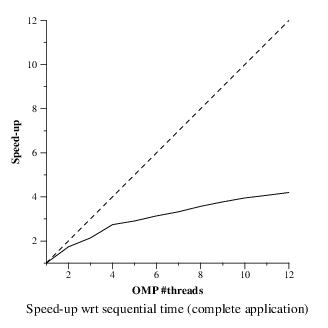 12
10
8
6
4
2
Speed-up
2 4 6 8 10 12
OMP #threads
Speed-up wrt sequential time (complete application)